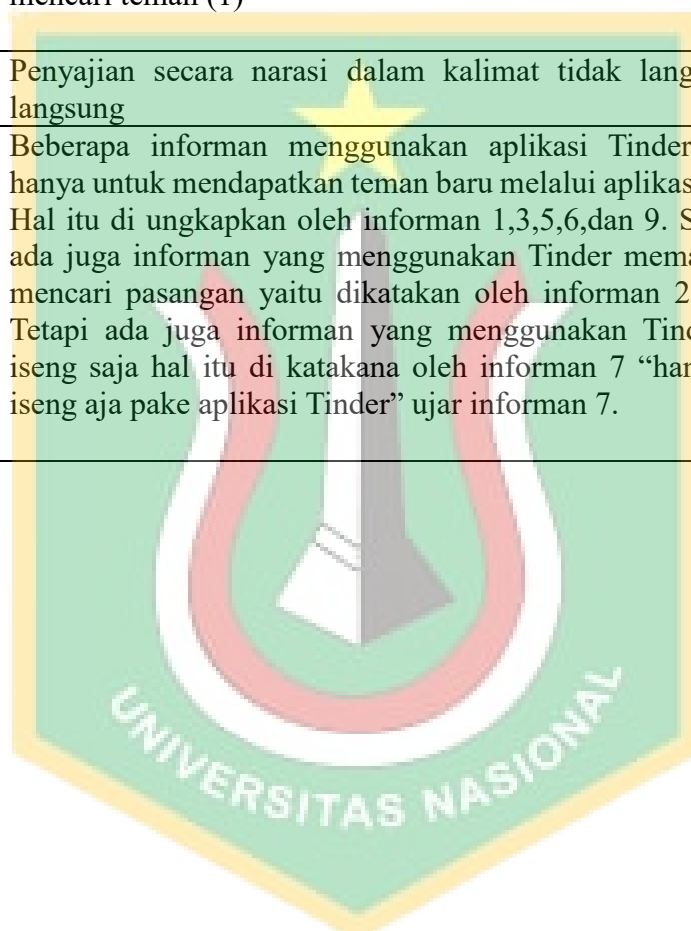 mencari teman (1)
Penyajian secara narasi dalam kalimat tidak lang
langsung
Beberapa informan menggunakan aplikasi Tinder
hanya untuk mendapatkan teman baru melalui aplikas
Hal itu di ungkapkan oleh informan 1,3,5,6,dan 9. S
ada juga informan yang menggunakan Tinder mema
mencari pasangan yaitu dikatakan oleh informan 2
Tetapi ada juga informan yang menggunakan Tind
iseng saja hal itu di katakana oleh informan 7 “han
iseng aja pake aplikasi Tinder” ujar informan 7.
UNIVERSITAS NASIONAL